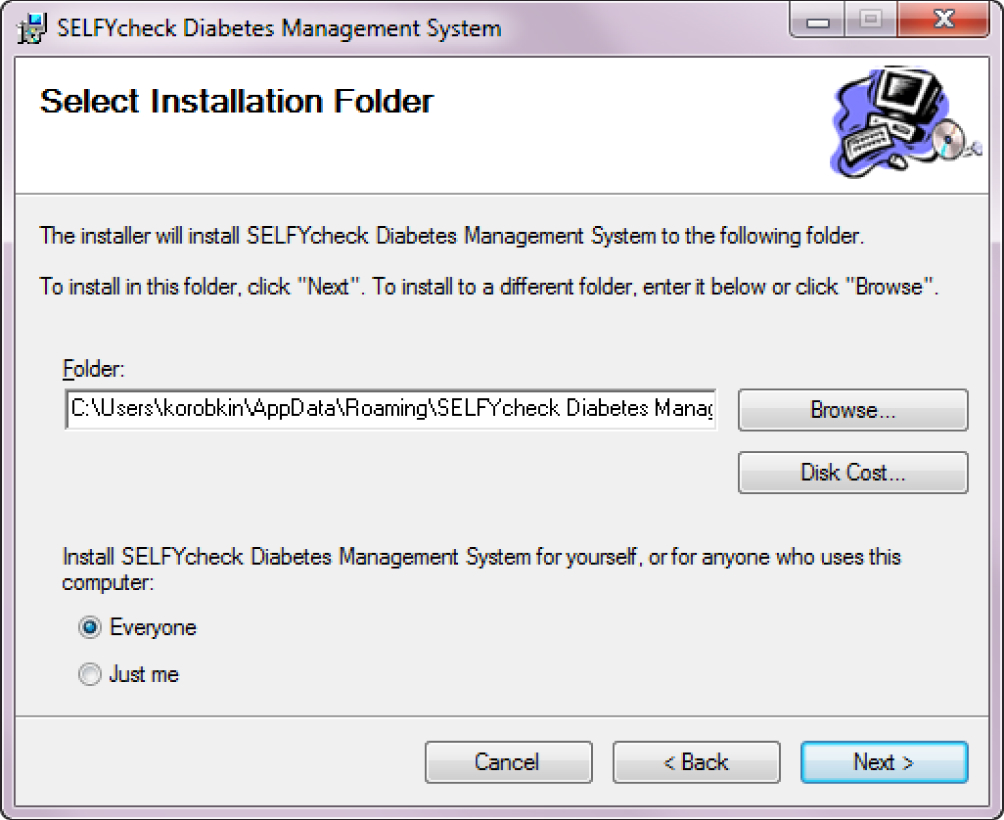 SELFYcheck Diabetes Management System
Select Installation Folder
The installer will install SELFYcheck Diabetes Management System to the following folder.
To install in this folder, click "Next". To install to a different folder, enter it below or click "Browse".
Folder:
C:\Users\korobkin\AppData\Roaming\SELFYcheck Diabetes Manag
Browse...
Disk Cost...
Install SELFYcheck Diabetes Management System for yourself, or for anyone who uses this
computer:
Everyone
Just me
Cancel
< Back
Next >